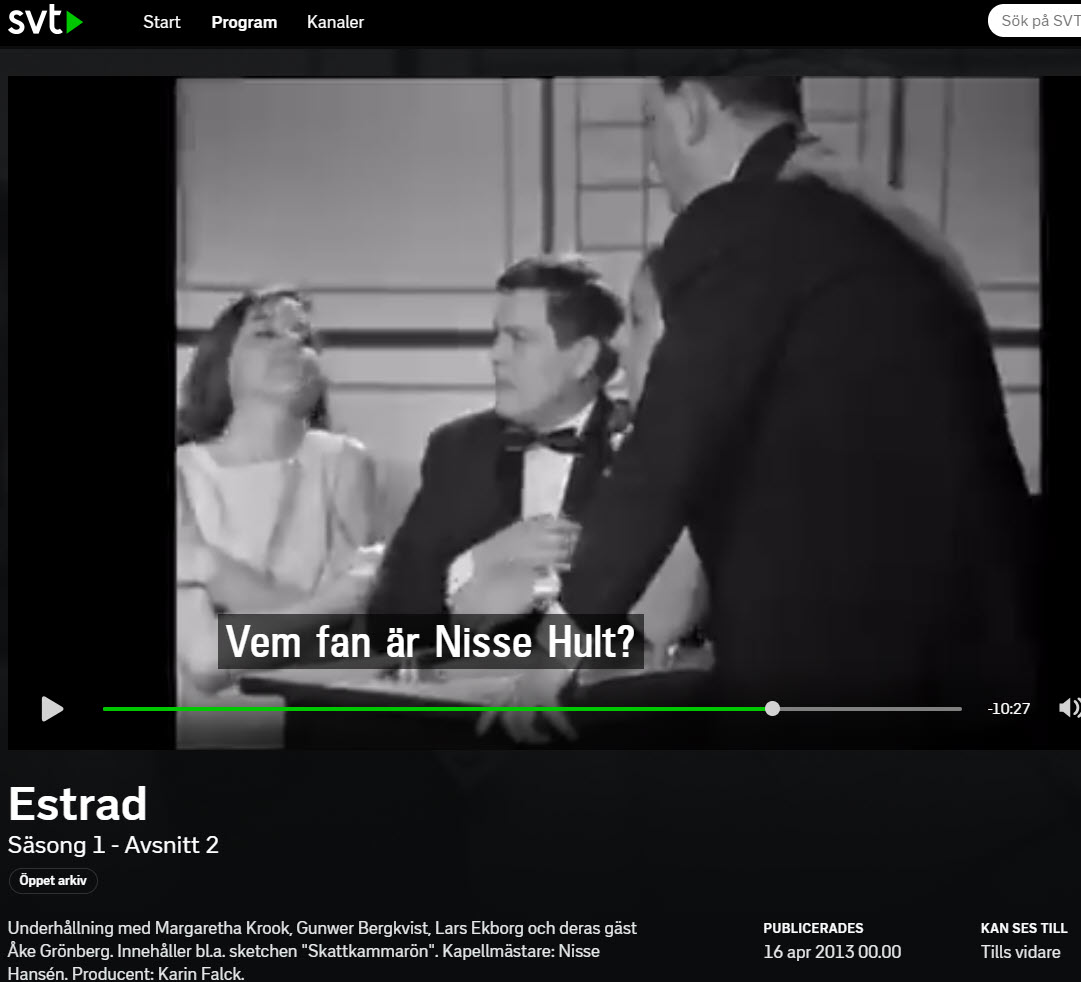 svt
Start
Program
Kanaler
Sök på SVT
Vem fan är Nisse Hult?
-10:27
Estrad
Säsong 1 - Avsnitt 2
Öppet arkiv
Underhållning med Margaretha Krook, Gunwer Bergkvist, Lars Ekborg och deras gäst
Åke Grönberg. Innehåller bl.a. sketchen "Skattkammarön". Kapellmästare: Nisse
Hansén. Producent: Karin Falck.
PUBLICERADES
16 apr 2013 00.00
KAN SES TILL
Tills vidare